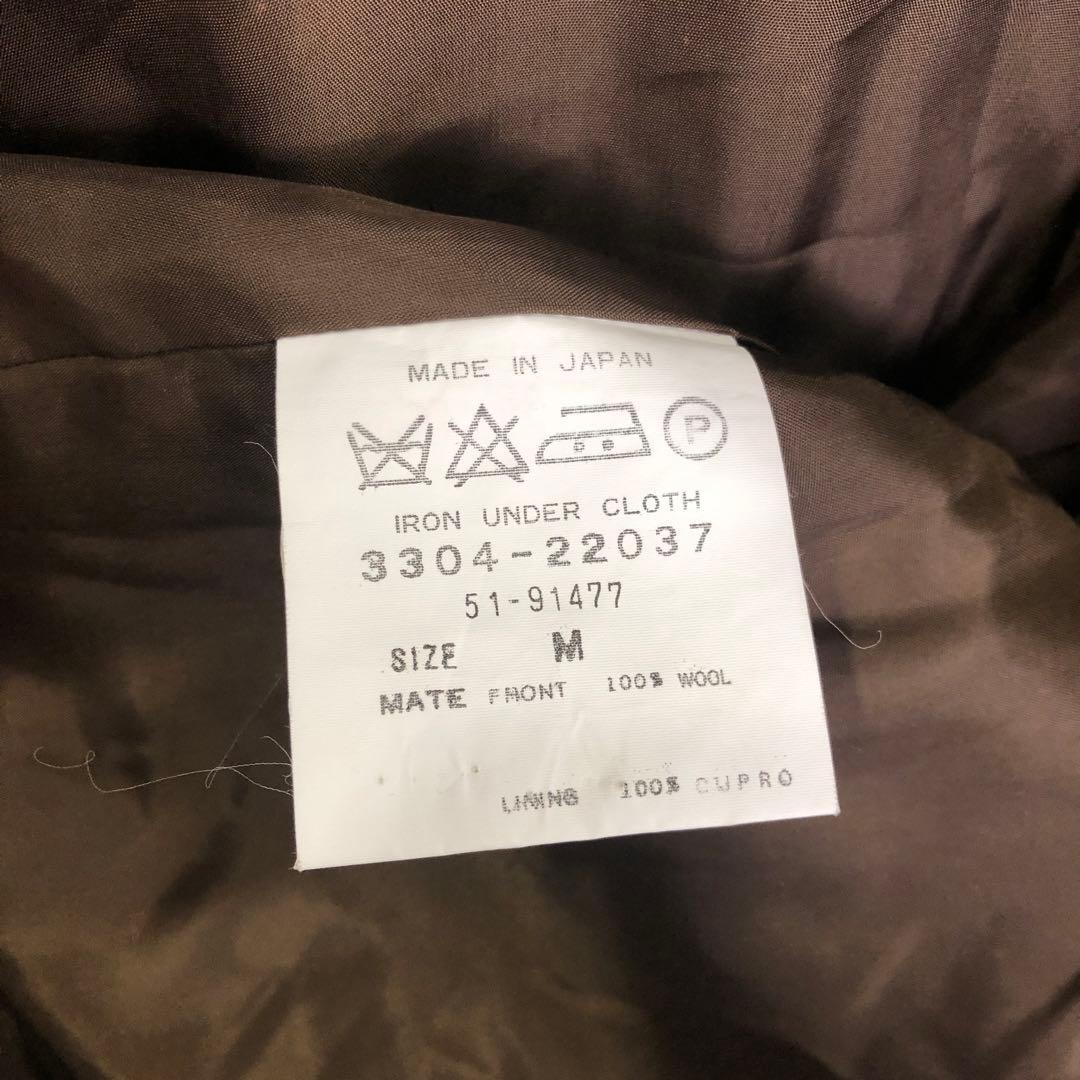 MADE IN JAPAN
P
IRON UNDER CLOTH
3304-22037
51-91477
SIZE M
MATE FRONT 100% WOOL
LINING 100% CUPRO